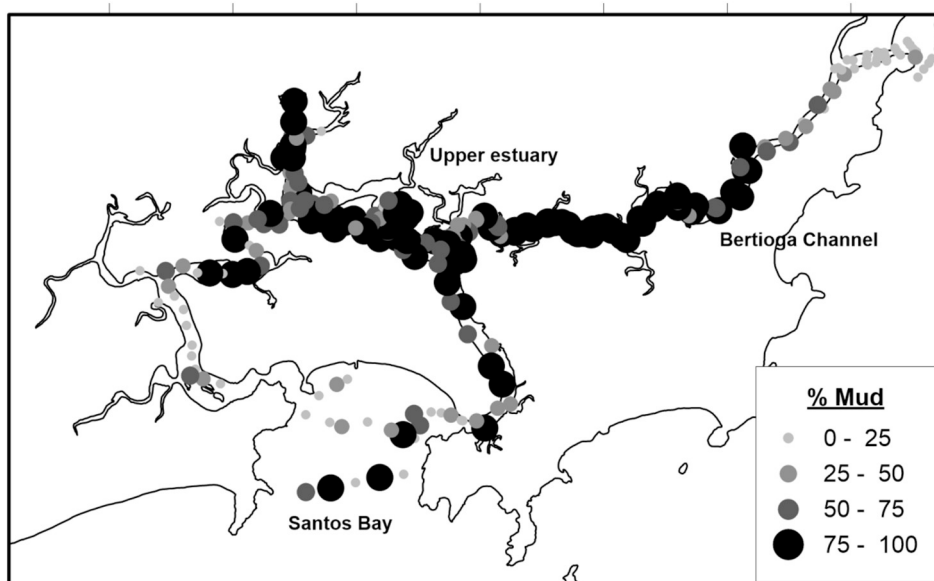 Upper estuary
Bertioga Channel
Santos Bay
% Mud
0 - 25
25 - 50
50 - 75
75 - 100